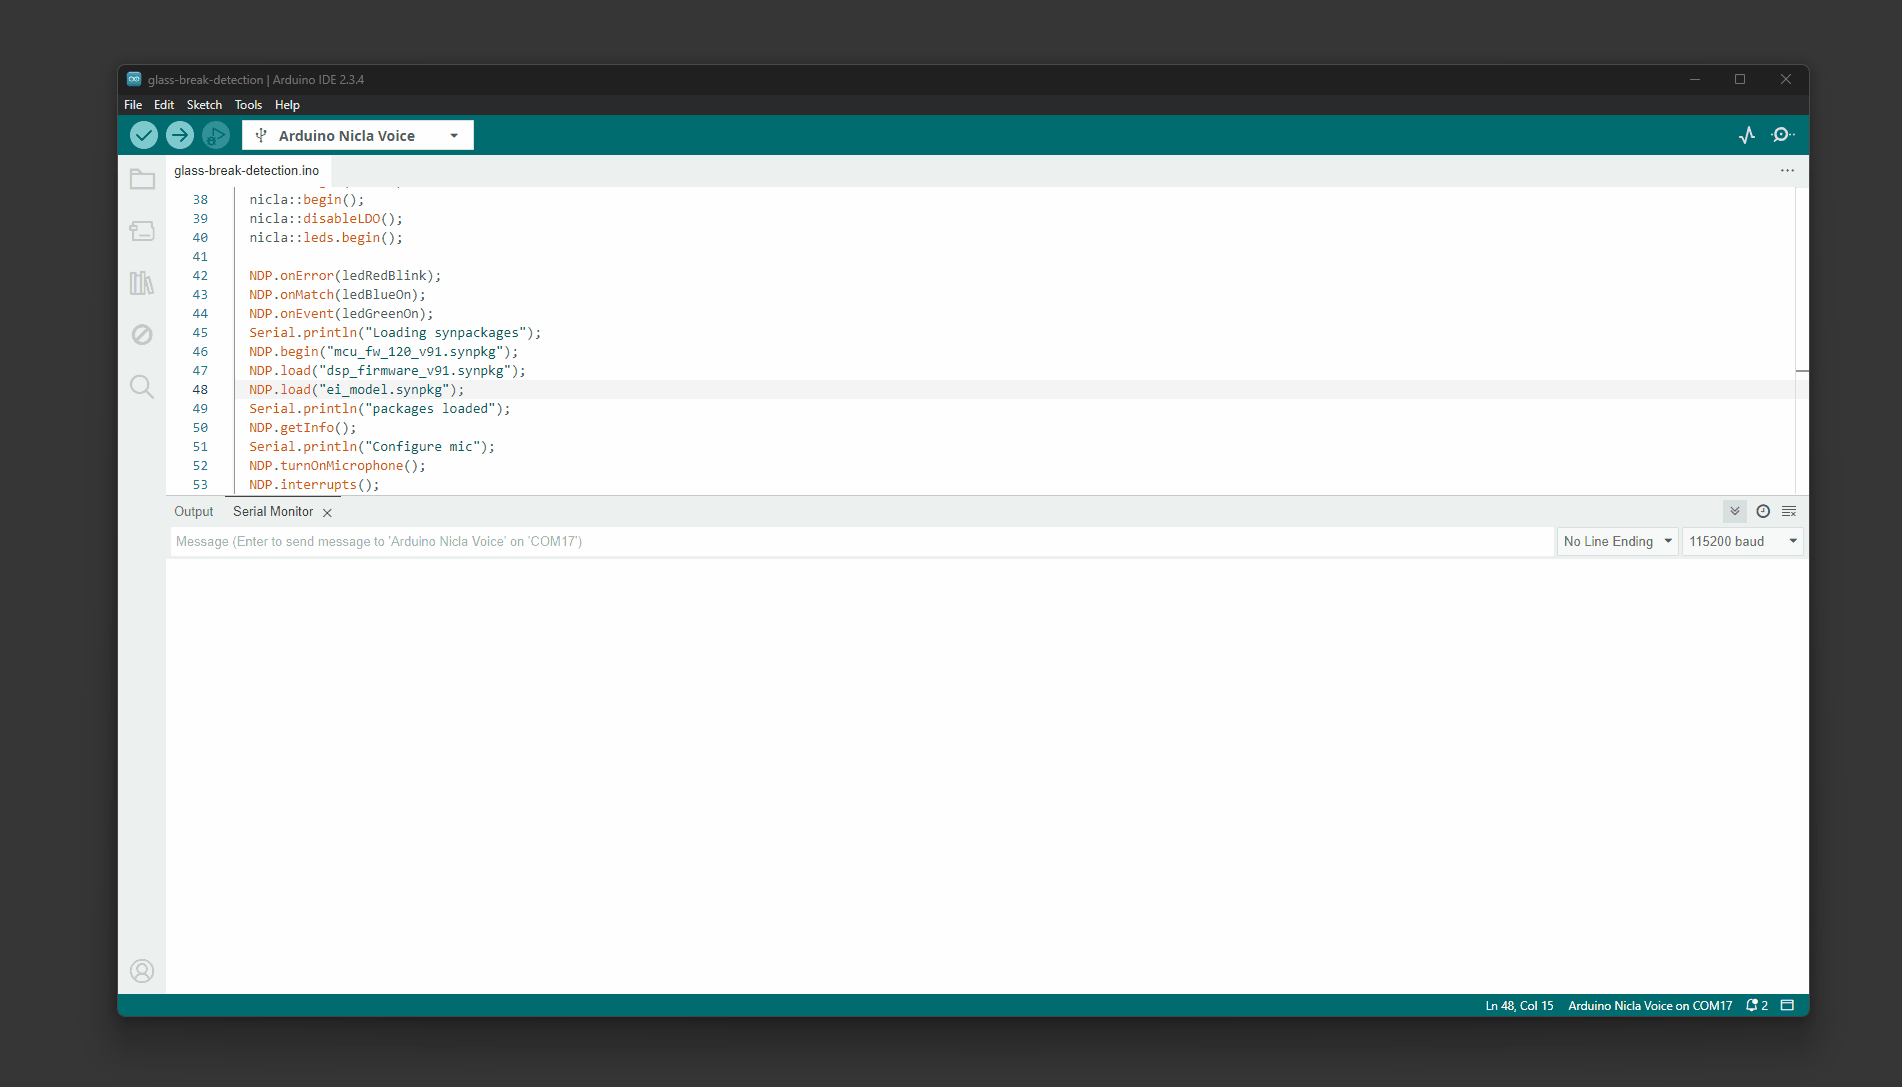 glass-break-detection | Arduino IDE 2.3.4
File Edit Sketch Tools Help
Arduino Nicla Voice
glass-break-detection.ino
38 nicla::begin();
39 nicla::disableLDO();
40 nicla::leds.begin();
41
42 NDP.onError(ledRedBlink);
43 NDP.onMatch(ledBlueOn);
44 NDP.onEvent(ledGreenOn);
45 Serial.println("Loading synpackages");
46 NDP.begin("mcu_fw_120_v91.synpkg");
47 NDP.load("dsp_firmware_v91.synpkg");
48 NDP.load("ei_model.synpkg");
49 Serial.println("packages loaded");
50 NDP.getInfo();
51 Serial.println("Configure mic");
52 NDP.turnOnMicrophone();
53 NDP.interrupts();
Output Serial Monitor
Message (Enter to send message to 'Arduino Nicla Voice' on 'COM17') No Line Ending 115200 baud
Ln 48, Col 15 Arduino Nicla Voice on COM17 2